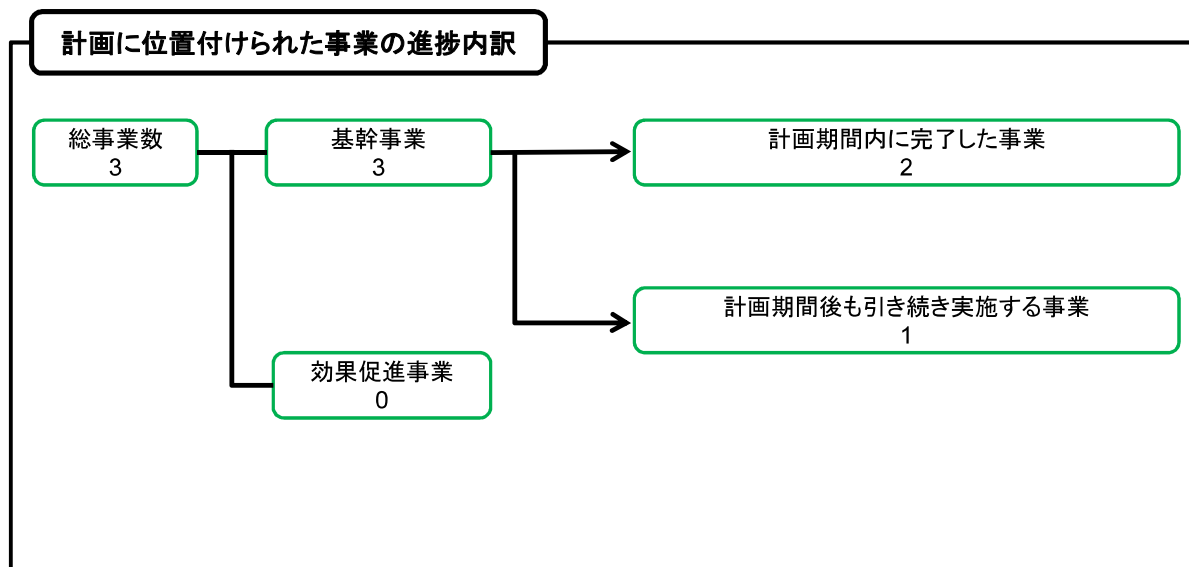 計画に位置付けられた事業の進捗内訳
総事業数
3
基幹事業
3
計画期間内に完了した事業
2
計画期間後も引き続き実施する事業
1
効果促進事業
0